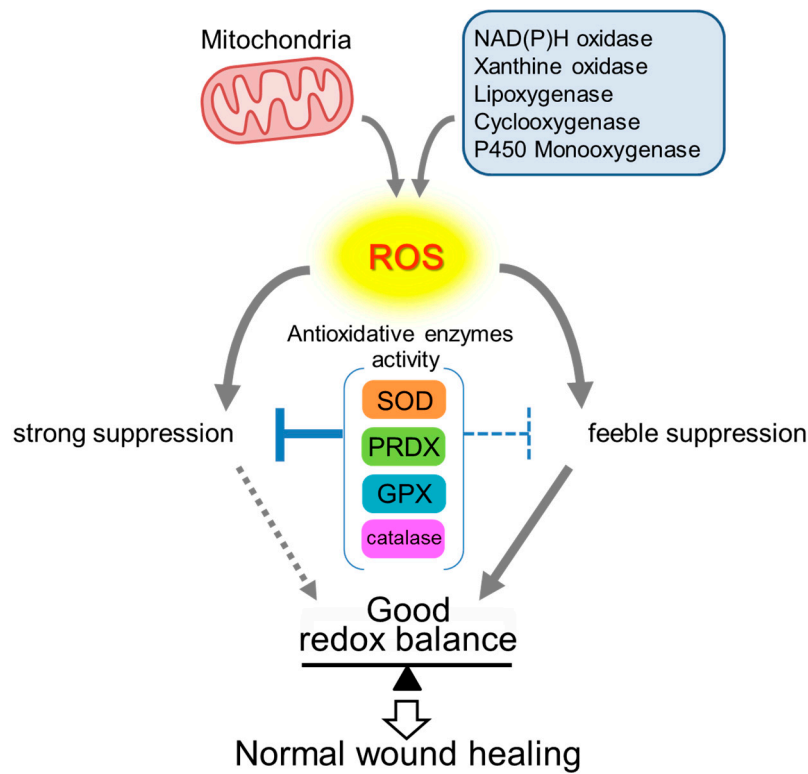 Mitochondria
NAD(P)H oxidase
Xanthine oxidase
Lipoxygenase
Cyclooxygenase
P450 Monooxygenase
ROS
Antioxidative enzymes
activity
SOD
PRDX
GPX
catalase
strong suppression
feeble suppression
Good
redox balance
Normal wound healing